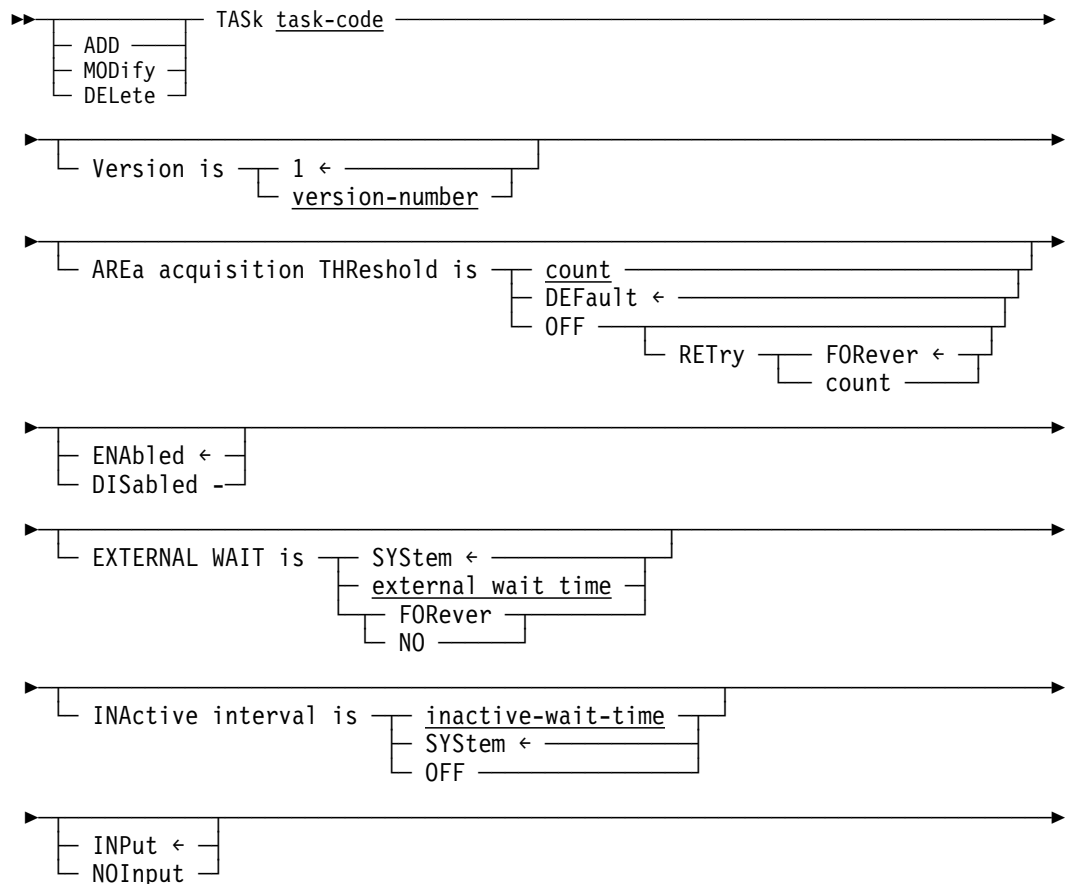 TASk task-code
ADD
MODify
DELete
Version is 1 ←
version-number
AREa acquisition THReshold is count
DEFault ←
OFF
RETry FORever ←
count
ENAbled ←
DISabled -
EXTERNAL WAIT is SYStem ←
external wait time
FORever
NO
INActive interval is inactive-wait-time
SYStem ←
OFF
INPut ←
NOInput